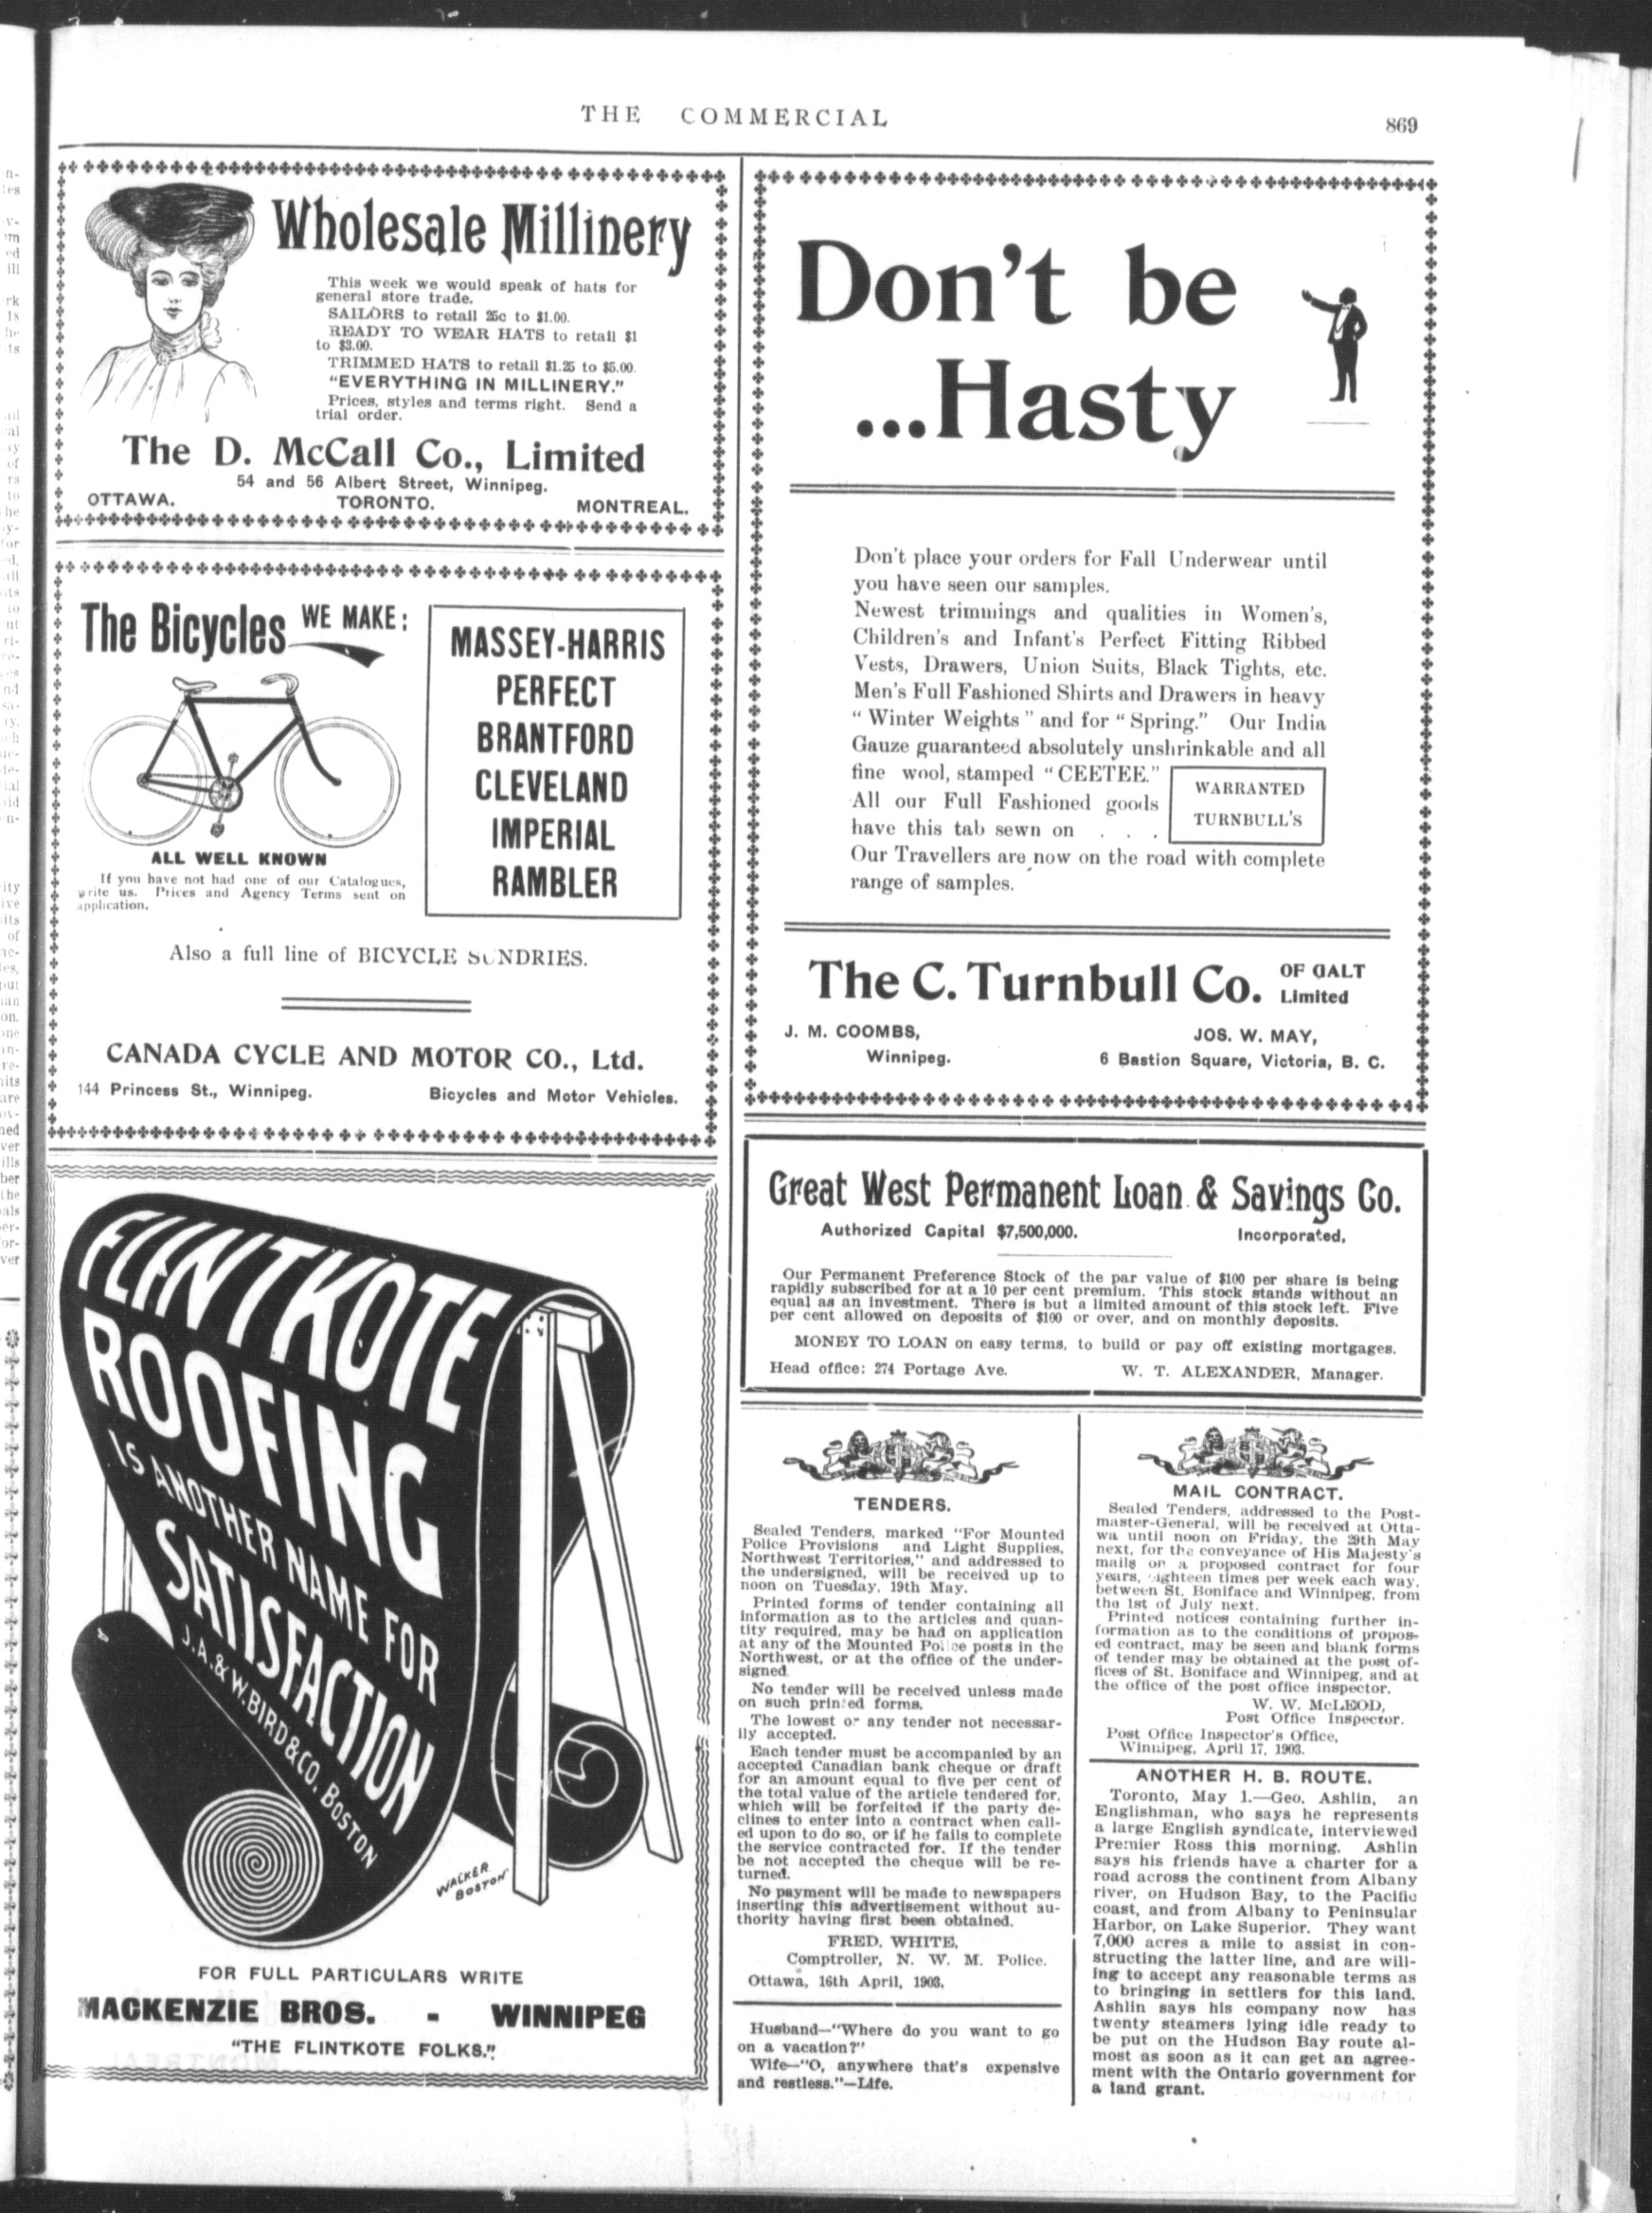 THE COMMERCIAL
869
Wholesale Millinery
This week we would speak of hats for
general store trade.
SAILORS to retail 25c to $1.00.
READY TO WEAR HATS to retail $1
to $3.00.
TRIMMED HATS to retail $1.25 to $5.00.
"EVERYTHING IN MILLINERY."
Prices, styles and terms right. Send a
trial order.
The D. McCall Co., Limited
54 and 56 Albert Street, Winnipeg.
OTTAWA. TORONTO. MONTREAL.
The Bicycles WE MAKE:
MASSEY-HARRIS
PERFECT
BRANTFORD
CLEVELAND
IMPERIAL
RAMBLER
ALL WELL KNOWN
If you have not had one of our Catalogues,
write us. Prices and Agency Terms sent on
application.
Also a full line of BICYCLE SUNDRIES.
CANADA CYCLE AND MOTOR CO., Ltd.
144 Princess St., Winnipeg. Bicycles and Motor Vehicles.
FLINTKOTE
ROOFING
IS ANOTHER NAME FOR
SATISFACTION
J.A. & W. BIRD & CO. BOSTON
WACKER
BOSTON
FOR FULL PARTICULARS WRITE
MACKENZIE BROS. - WINNIPEG
"THE FLINTKOTE FOLKS."
Don't be
...Hasty
Don't place your orders for Fall Underwear until
you have seen our samples.
Newest trimmings and qualities in Women's,
Children's and Infant's Perfect Fitting Ribbed
Vests, Drawers, Union Suits, Black Tights, etc.
Men's Full Fashioned Shirts and Drawers in heavy
"Winter Weights" and for "Spring." Our India
Gauze guaranteed absolutely unshrinkable and all
fine wool, stamped "CEETEE."
All our Full Fashioned goods
have this tab sewn on . . .
WARRANTED
TURNBULL'S
Our Travellers are now on the road with complete
range of samples.
The C. Turnbull Co. OF GALT
Limited
J. M. COOMBS,
Winnipeg.
JOS. W. MAY,
6 Bastion Square, Victoria, B. C.
Great West Permanent Loan & Savings Co.
Authorized Capital $7,500,000. Incorporated,
Our Permanent Preference Stock of the par value of $100 per share is being
rapidly subscribed for at a 10 per cent premium. This stock stands without an
equal as an investment. There is but a limited amount of this stock left. Five
per cent allowed on deposits of $100 or over, and on monthly deposits.
MONEY TO LOAN on easy terms, to build or pay off existing mortgages.
Head office: 274 Portage Ave. W. T. ALEXANDER, Manager.
TENDERS.
Sealed Tenders, marked "For Mounted
Police Provisions and Light Supplies,
Northwest Territories," and addressed to
the undersigned, will be received up to
noon on Tuesday, 19th May.
Printed forms of tender containing all
information as to the articles and quan-
tity required, may be had on application
at any of the Mounted Police posts in the
Northwest, or at the office of the under-
signed.
No tender will be received unless made
on such printed forms.
The lowest or any tender not necessar-
ily accepted.
Each tender must be accompanied by an
accepted Canadian bank cheque or draft
for an amount equal to five per cent of
the total value of the article tendered for,
which will be forfeited if the party de-
clines to enter into a contract when call-
ed upon to do so, or if he fails to complete
the service contracted for. If the tender
be not accepted the cheque will be re-
turned.
No payment will be made to newspapers
inserting this advertisement without au-
thority having first been obtained.
FRED. WHITE,
Comptroller, N. W. M. Police.
Ottawa, 16th April, 1903.
Husband—"Where do you want to go
on a vacation?"
Wife—"O, anywhere that's expensive
and restless."—Life.
MAIL CONTRACT.
Sealed Tenders, addressed to the Post-
master-General, will be received at Otta-
wa until noon on Friday, the 29th May
next, for the conveyance of His Majesty's
mails on a proposed contract for four
years, eighteen times per week each way,
between St. Boniface and Winnipeg, from
the 1st of July next.
Printed notices containing further in-
formation as to the conditions of propos-
ed contract, may be seen and blank forms
of tender may be obtained at the post of-
fices of St. Boniface and Winnipeg, and at
the office of the post office inspector.
W. W. McLEOD,
Post Office Inspector.
Post Office Inspector's Office,
Winnipeg, April 17, 1903.
ANOTHER H. B. ROUTE.
Toronto, May 1.—Geo. Ashlin, an
Englishman, who says he represents
a large English syndicate, interviewed
Premier Ross this morning. Ashlin
says his friends have a charter for a
road across the continent from Albany
river, on Hudson Bay, to the Pacific
coast, and from Albany to Peninsular
Harbor, on Lake Superior. They want
7,000 acres a mile to assist in con-
structing the latter line, and are will-
ing to accept any reasonable terms as
to bringing in settlers for this land.
Ashlin says his company now has
twenty steamers lying idle ready to
be put on the Hudson Bay route al-
most as soon as it can get an agree-
ment with the Ontario government for
a land grant.